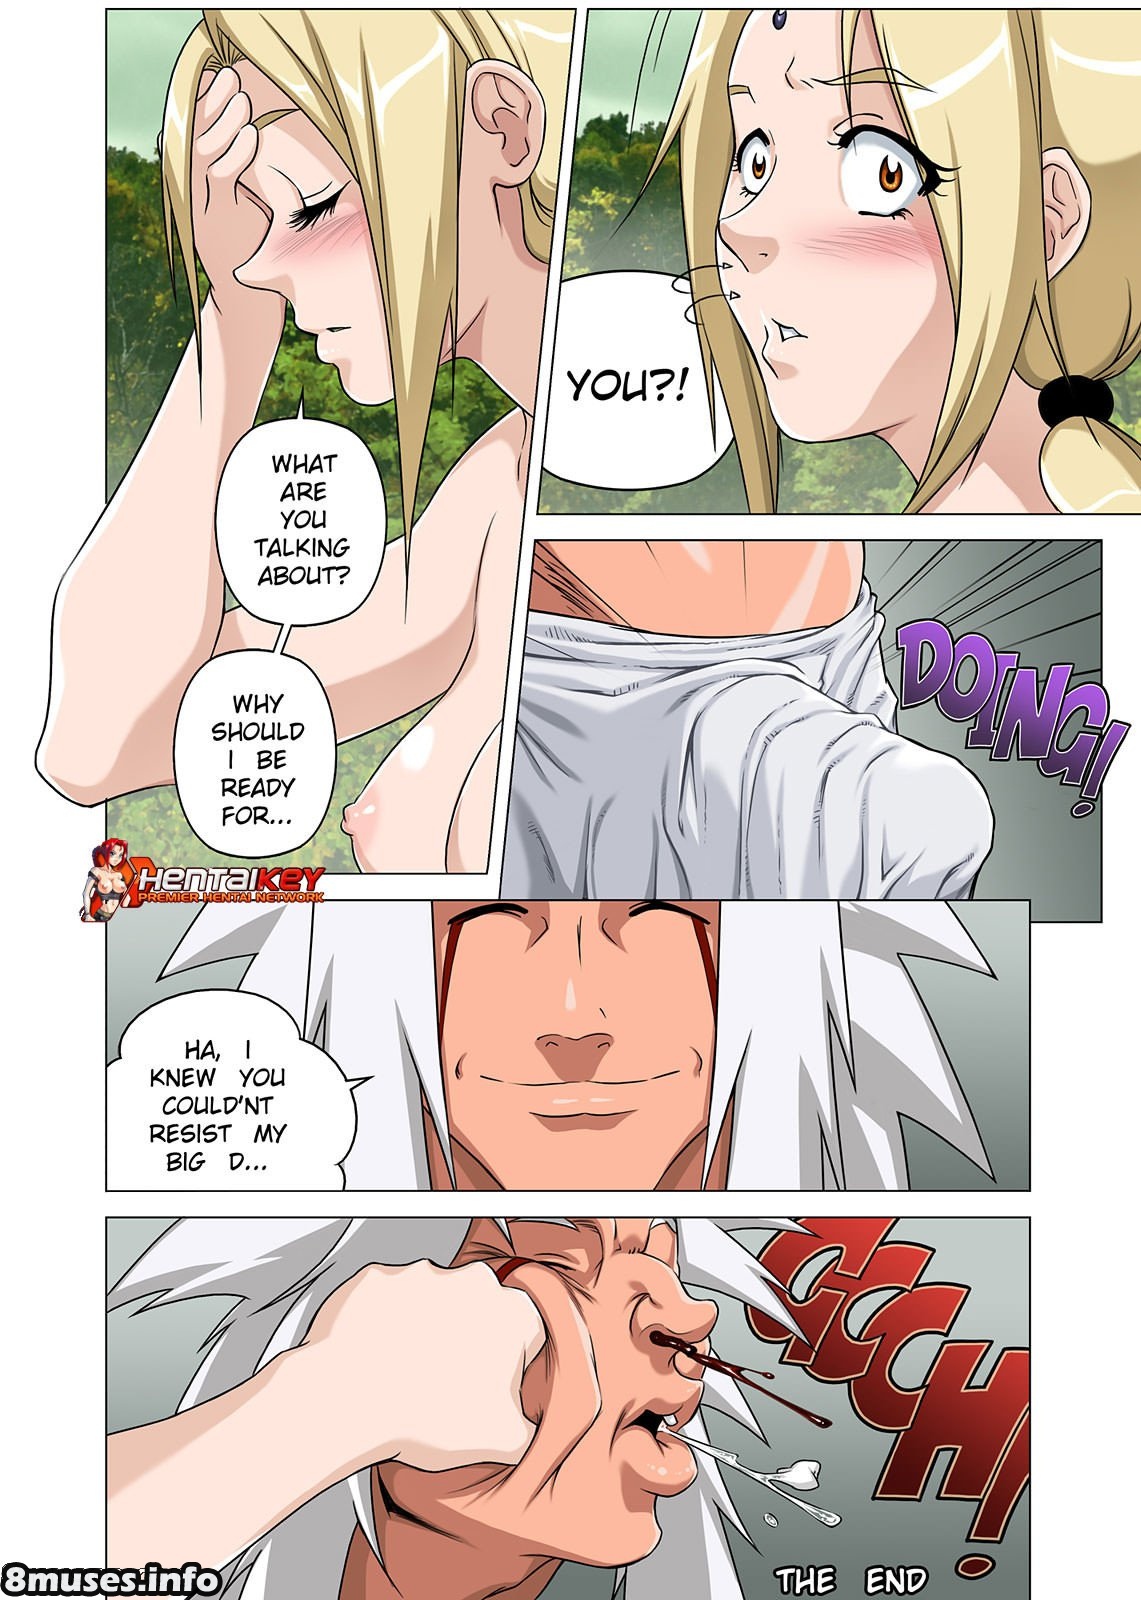 WHAT
ARE
YOU
TALKING
ABOUT?
WHY
SHOULD
I BE
READY
FOR...
YOU?!
DOING!
HENTAIKEY
PREMIER HENTAI NETWORK
HA, I
KNEW YOU
COULD'NT
RESIST MY
BIG D...
GCCH!
THE END
8muses.info